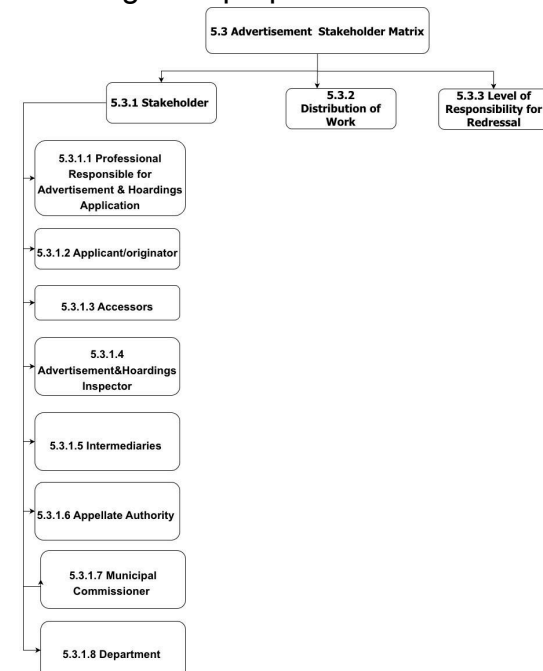 5.3 Advertisement Stakeholder Matrix
5.3.1 Stakeholder
5.3.2
Distribution of
Work
5.3.3 Level of
Responsibility for
Redressal
5.3.1.1 Professional
Responsible for
Advertisement & Hoardings
Application
5.3.1.2 Applicant/originator
5.3.1.3 Accessors
5.3.1.4
Advertisement&Hoardings
Inspector
5.3.1.5 Intermediaries
5.3.1.6 Appellate Authority
5.3.1.7 Municipal
Commissioner
5.3.1.8 Department